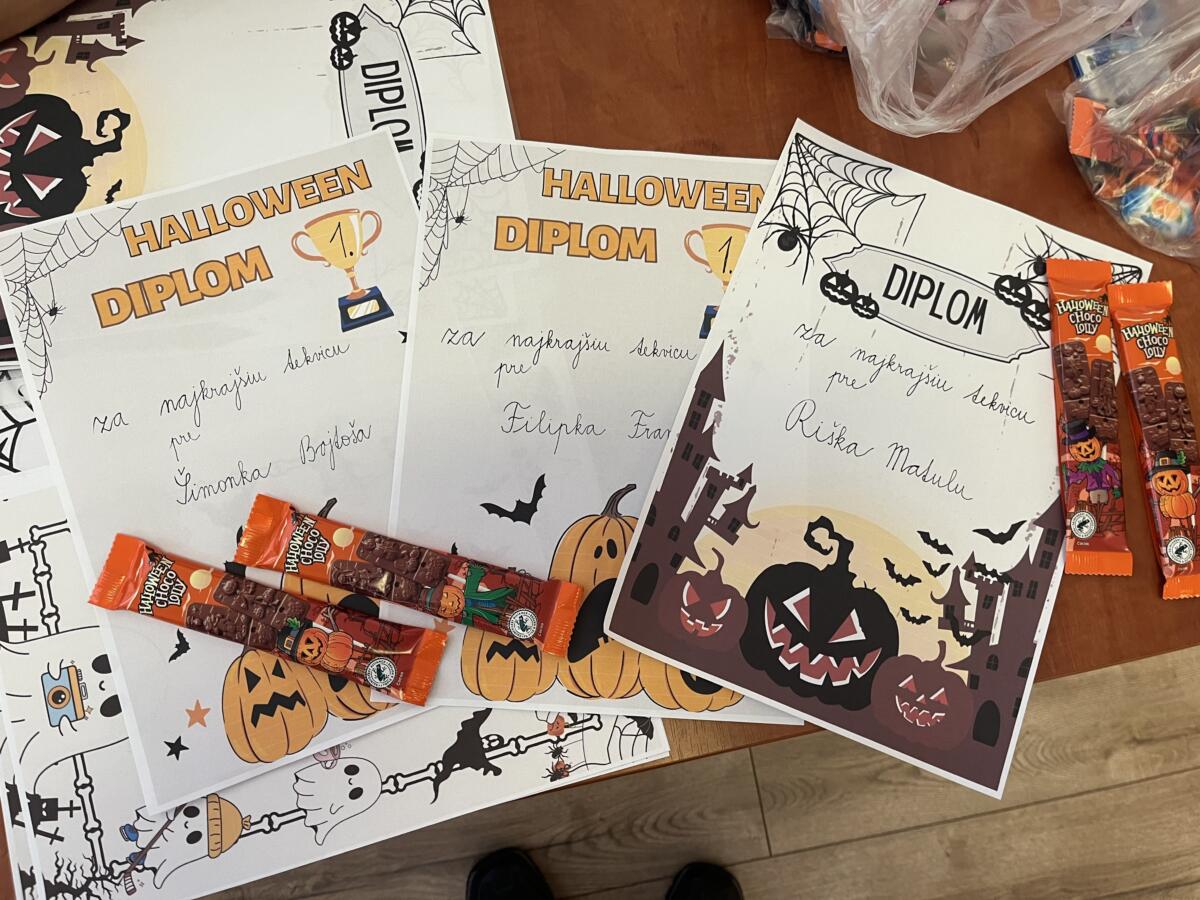 DIPLOM
HALLOWEEN
DIPLOM
1.
za najkrajšiu tekvicu
pre
Šimonka Bojtoša
HALLOWEEN
DIPLOM
1.
za najkrajšiu tekvicu
pre
Filipka Fran
DIPLOM
za najkrajšiu tekvicu
pre
Riška Matulu
HALLOWEEN
CHOCO
LOLLY
HALLOWEEN
CHOCO
LOLLY
HALLOWEEN
CHOCO
LOLLY
HALLOWEEN
CHOCO
LOLLY